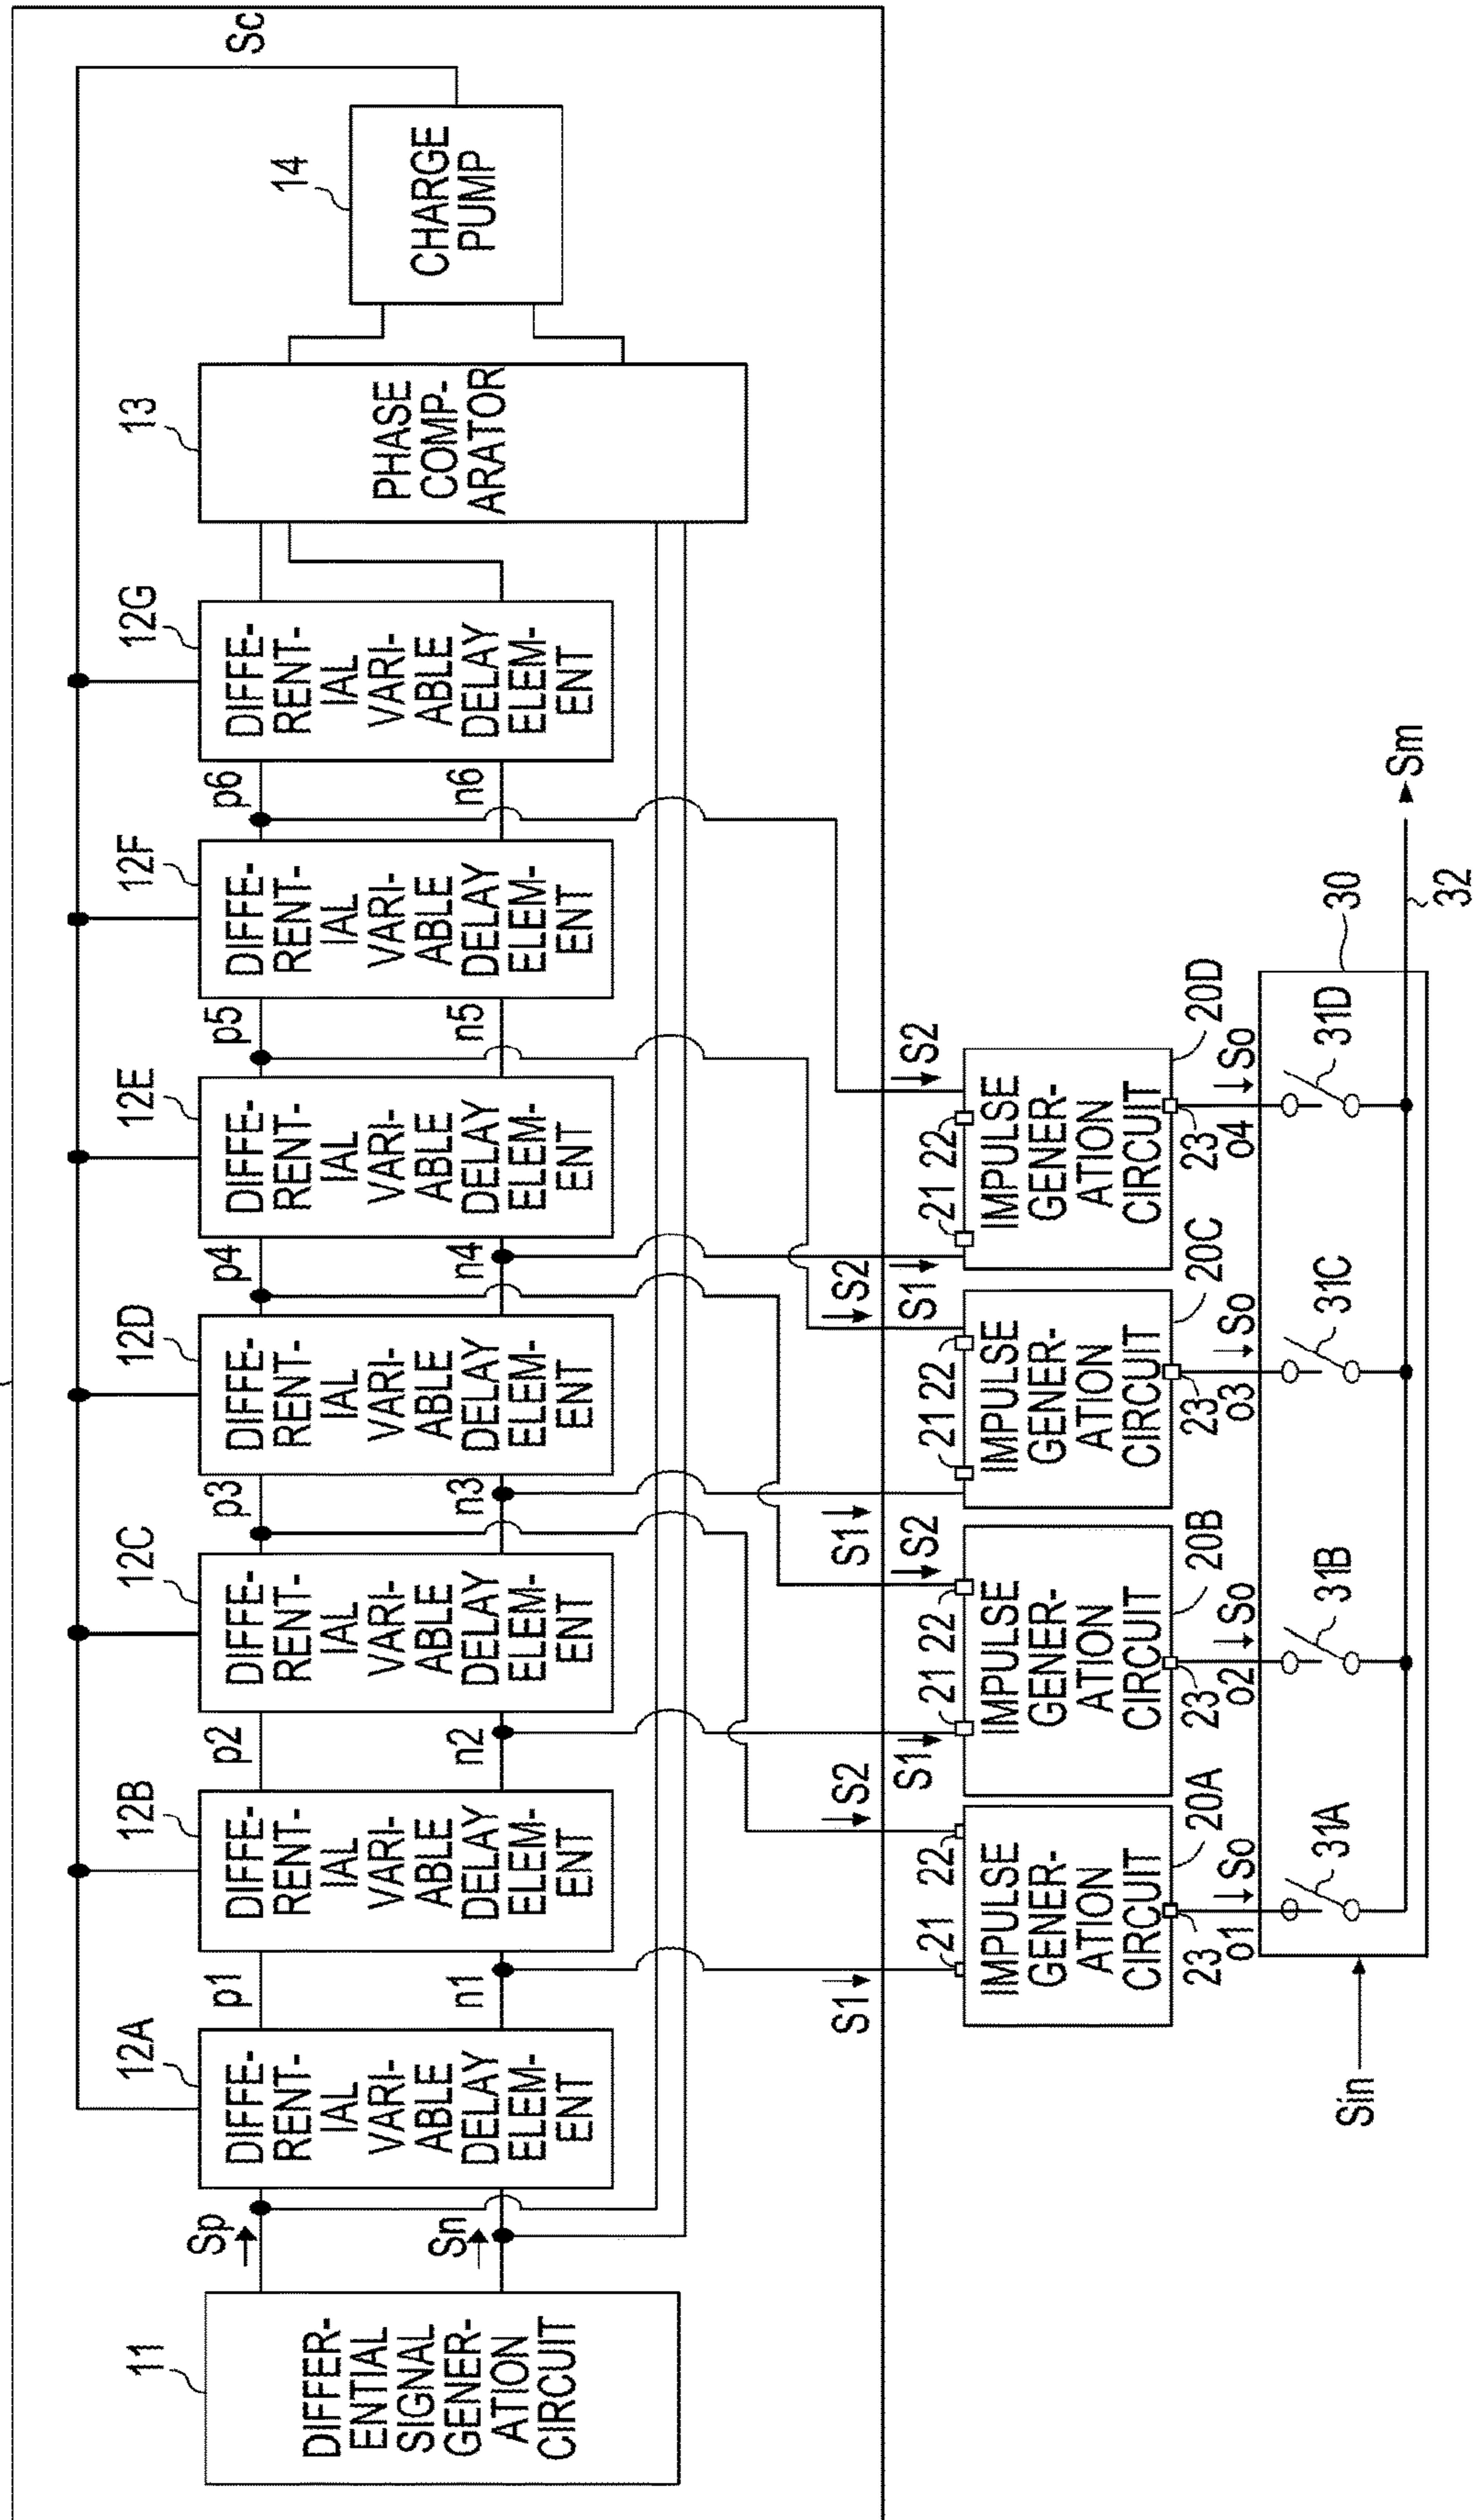 Sc
11
DIFFER-
ENTIAL
SIGNAL
GENER-
ATION
CIRCUIT
Sp
Sn
12A
DIFFE-
RENT-
IAL
VARI-
ABLE
DELAY
ELEM-
ENT
p1
n1
12B
DIFFE-
RENT-
IAL
VARI-
ABLE
DELAY
ELEM-
ENT
p2
n2
12C
DIFFE-
RENT-
IAL
VARI-
ABLE
DELAY
ELEM-
ENT
p3
n3
12D
DIFFE-
RENT-
IAL
VARI-
ABLE
DELAY
ELEM-
ENT
p4
n4
12E
DIFFE-
RENT-
IAL
VARI-
ABLE
DELAY
ELEM-
ENT
p5
n5
12F
DIFFE-
RENT-
IAL
VARI-
ABLE
DELAY
ELEM-
ENT
p6
n6
12G
DIFFE-
RENT-
IAL
VARI-
ABLE
DELAY
ELEM-
ENT
13
PHASE
COMP-
ARATOR
14
CHARGE
PUMP
S1
S2
21
22
IMPULSE
GENER-
ATION
CIRCUIT
20A
23
o1
So
S1
S2
21
22
IMPULSE
GENER-
ATION
CIRCUIT
20B
23
o2
So
S1
S2
21
22
IMPULSE
GENER-
ATION
CIRCUIT
20C
23
o3
So
S1
S2
21
22
IMPULSE
GENER-
ATION
CIRCUIT
20D
23
o4
So
Sin
31A
31B
31C
31D
30
32
Sm